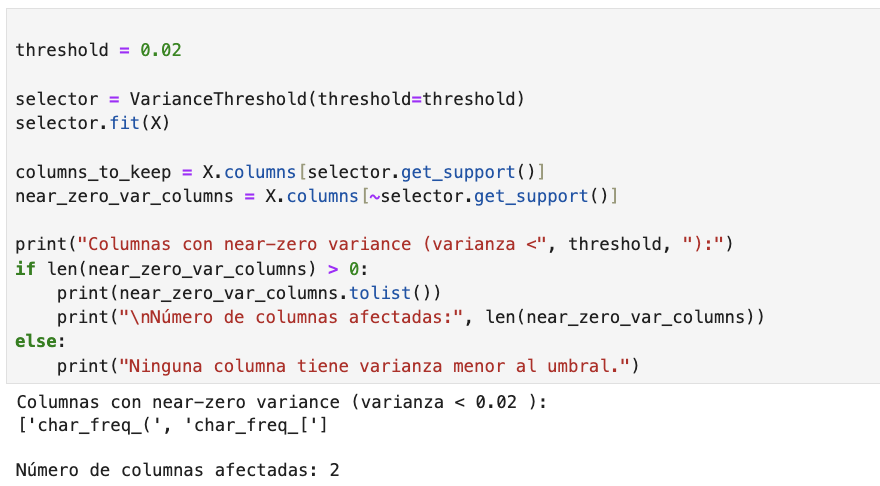 threshold = 0.02
selector = VarianceThreshold(threshold=threshold)
selector.fit(X)
columns_to_keep = X.columns[selector.get_support()]
near_zero_var_columns = X.columns[~selector.get_support()]
print("Columnas con near-zero variance (varianza <", threshold, "):")
if len(near_zero_var_columns) > 0:
    print(near_zero_var_columns.tolist())
    print("\nNúmero de columnas afectadas:", len(near_zero_var_columns))
else:
    print("Ninguna columna tiene varianza menor al umbral.")
Columnas con near-zero variance (varianza < 0.02 ):
['char_freq_(', 'char_freq_[']
Número de columnas afectadas: 2